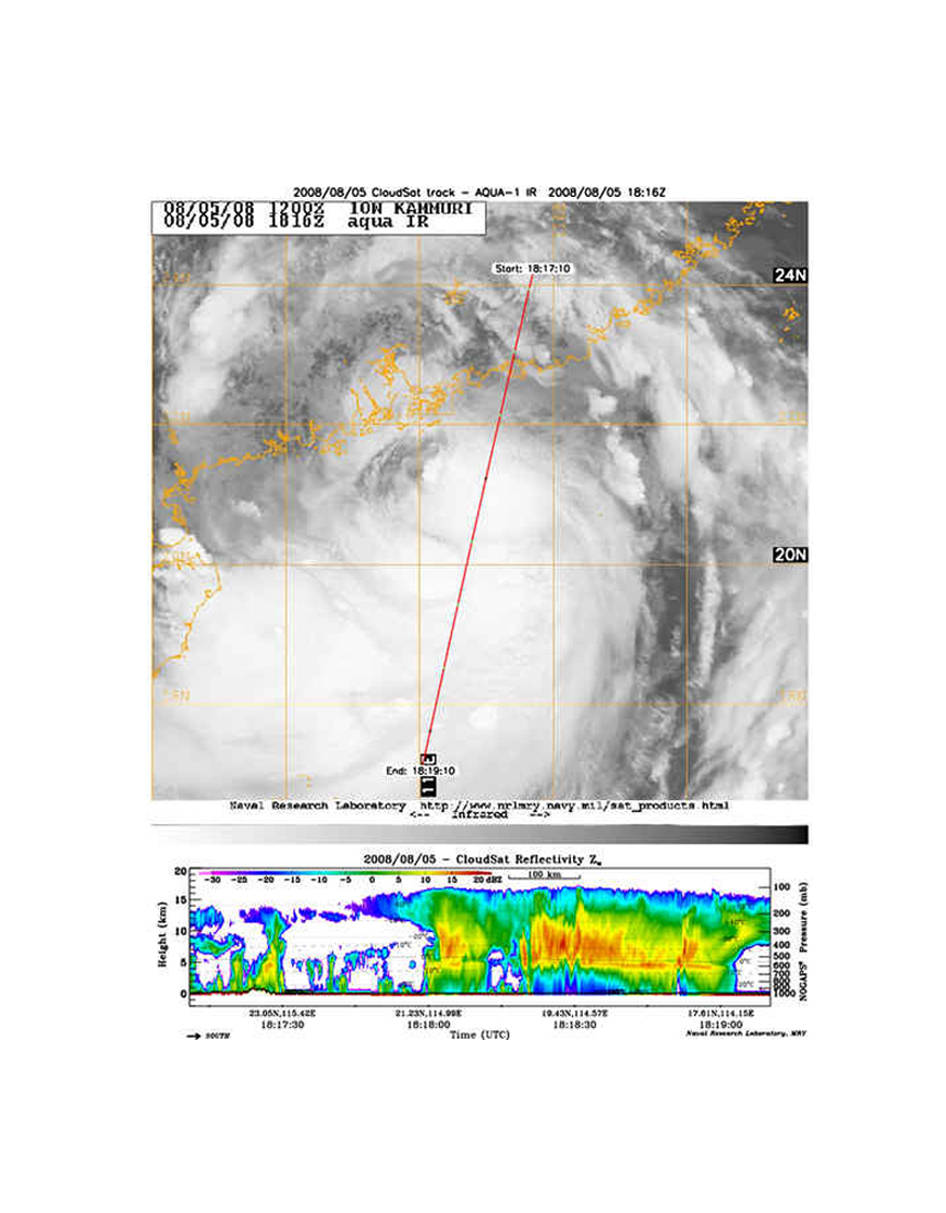 2008/08/05 CloudSat track - AQUA-1 IR 2008/08/05 18:16Z
08/05/08 1200Z 10W KAMMURI
08/05/08 1816Z aqua IR
Start: 18:17:10
24N
20N
End: 18:19:10
Naval Research Laboratory http://www.nrlmry.navy.mil/sat_products.html
<-- Infrared -->
2008/08/05 - CloudSat Reflectivity Zₑ
-30 -25 -20 -15 -10 -5 0 5 10 15 20 dBZ
100 km
20
15
10
5
0
Height (km)
100
200
300
400
500
600
1000
NOGAPS* Pressure (mb)
23.05N,115.42E 21.23N,114.99E 19.43N,114.57E 17.61N,114.15E
18:17:30 18:18:00 18:18:30 18:19:00
SOUTH
Time (UTC)
Naval Research Laboratory, MRY